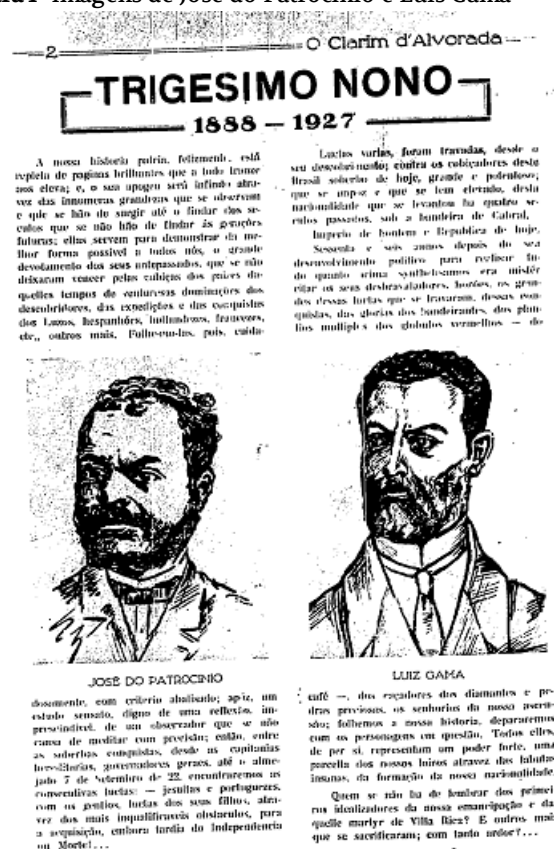 Imagens de José do Patrocínio e Luís Gama
2
O Clarim d'Alvorada
TRIGESIMO NONO
1888 — 1927
A nossa historia patria, felizmente, está
repleta de paginas brilhantes que a tudo
nos eleva; e, o seu apogeu será infindo atra-
vez das innumeras grandezas que se observam
e que se hão de surgir até o findar dos se-
culos que se não hão de findar ás gerações
futuras; ellas servem para demonstrar da me-
lhor forma possivel a todos nós, o grande
devotamento dos seus antepassados, que se não
deixaram vencer pelas cubiças dos paizes da-
quelles tempos de dominações dos
descobridores, das expedições e das conquistas
dos Luzos, hespanhóes, hollandezes, francezes,
etc., outros mais. pois, cuida-
JOSÉ DO PATROCINIO
dosamente, com criterio abalisado; um
estudo sensato, digno de uma reflexão, im-
prescindivel, de um observador que se não
cansa de meditar com precisão; então, entre
as soberbas conquistas, desde as capitanias
hereditarias, governadores geraes, até o alme-
jado 7 de Setembro de 22, encontraremos as
consecutivas luctas: — jesuitas e portuguezes,
com os gentios, luctas dos seus filhos, atra-
vez dos mais inqualificaveis obstaculos, para
a acquisição, embora tardia da Independencia
ou Morte!...
Luctas varias, foram travadas, desde o
seu descobrimento; contra os cobiçadores deste
Brasil soberbo de hoje, grande e poderoso;
que se impoz e que se tem elevado, desta
nacionalidade que se levantou ha quatro se-
culos passados, sob a bandeira de Cabral,
Imperio de hontem e Republica de hoje.
Sessenta e seis annos depois do seu
desenvolvimento politico para
do quanto acima synthetisamos era mistér
citar os seus desbravadores, heróes, os gran-
des dessas luctas que se travaram, dessas con-
quistas, das glorias dos bandeirantes, dos plan-
tios multiplos dos globulos vermelhos — do
LUIZ GAMA
café —, dos caçadores dos diamantes e pe-
dras preciosas, os senhorios da nossa ascen-
são; folhemos a nossa historia, depararemos
com os personagens em questão. Todos elles,
de per si, representam um poder forte, uma
parcella dos nossos loiros atravez das labutas
insanas, da formação da nossa nacionalidade.
Quem se não ha de lembrar dos primei-
ros idealizadores da nossa emancipação e da-
quelle martyr de Villa Rica? E outros mais
que se sacrificaram; com tanto ardor?...